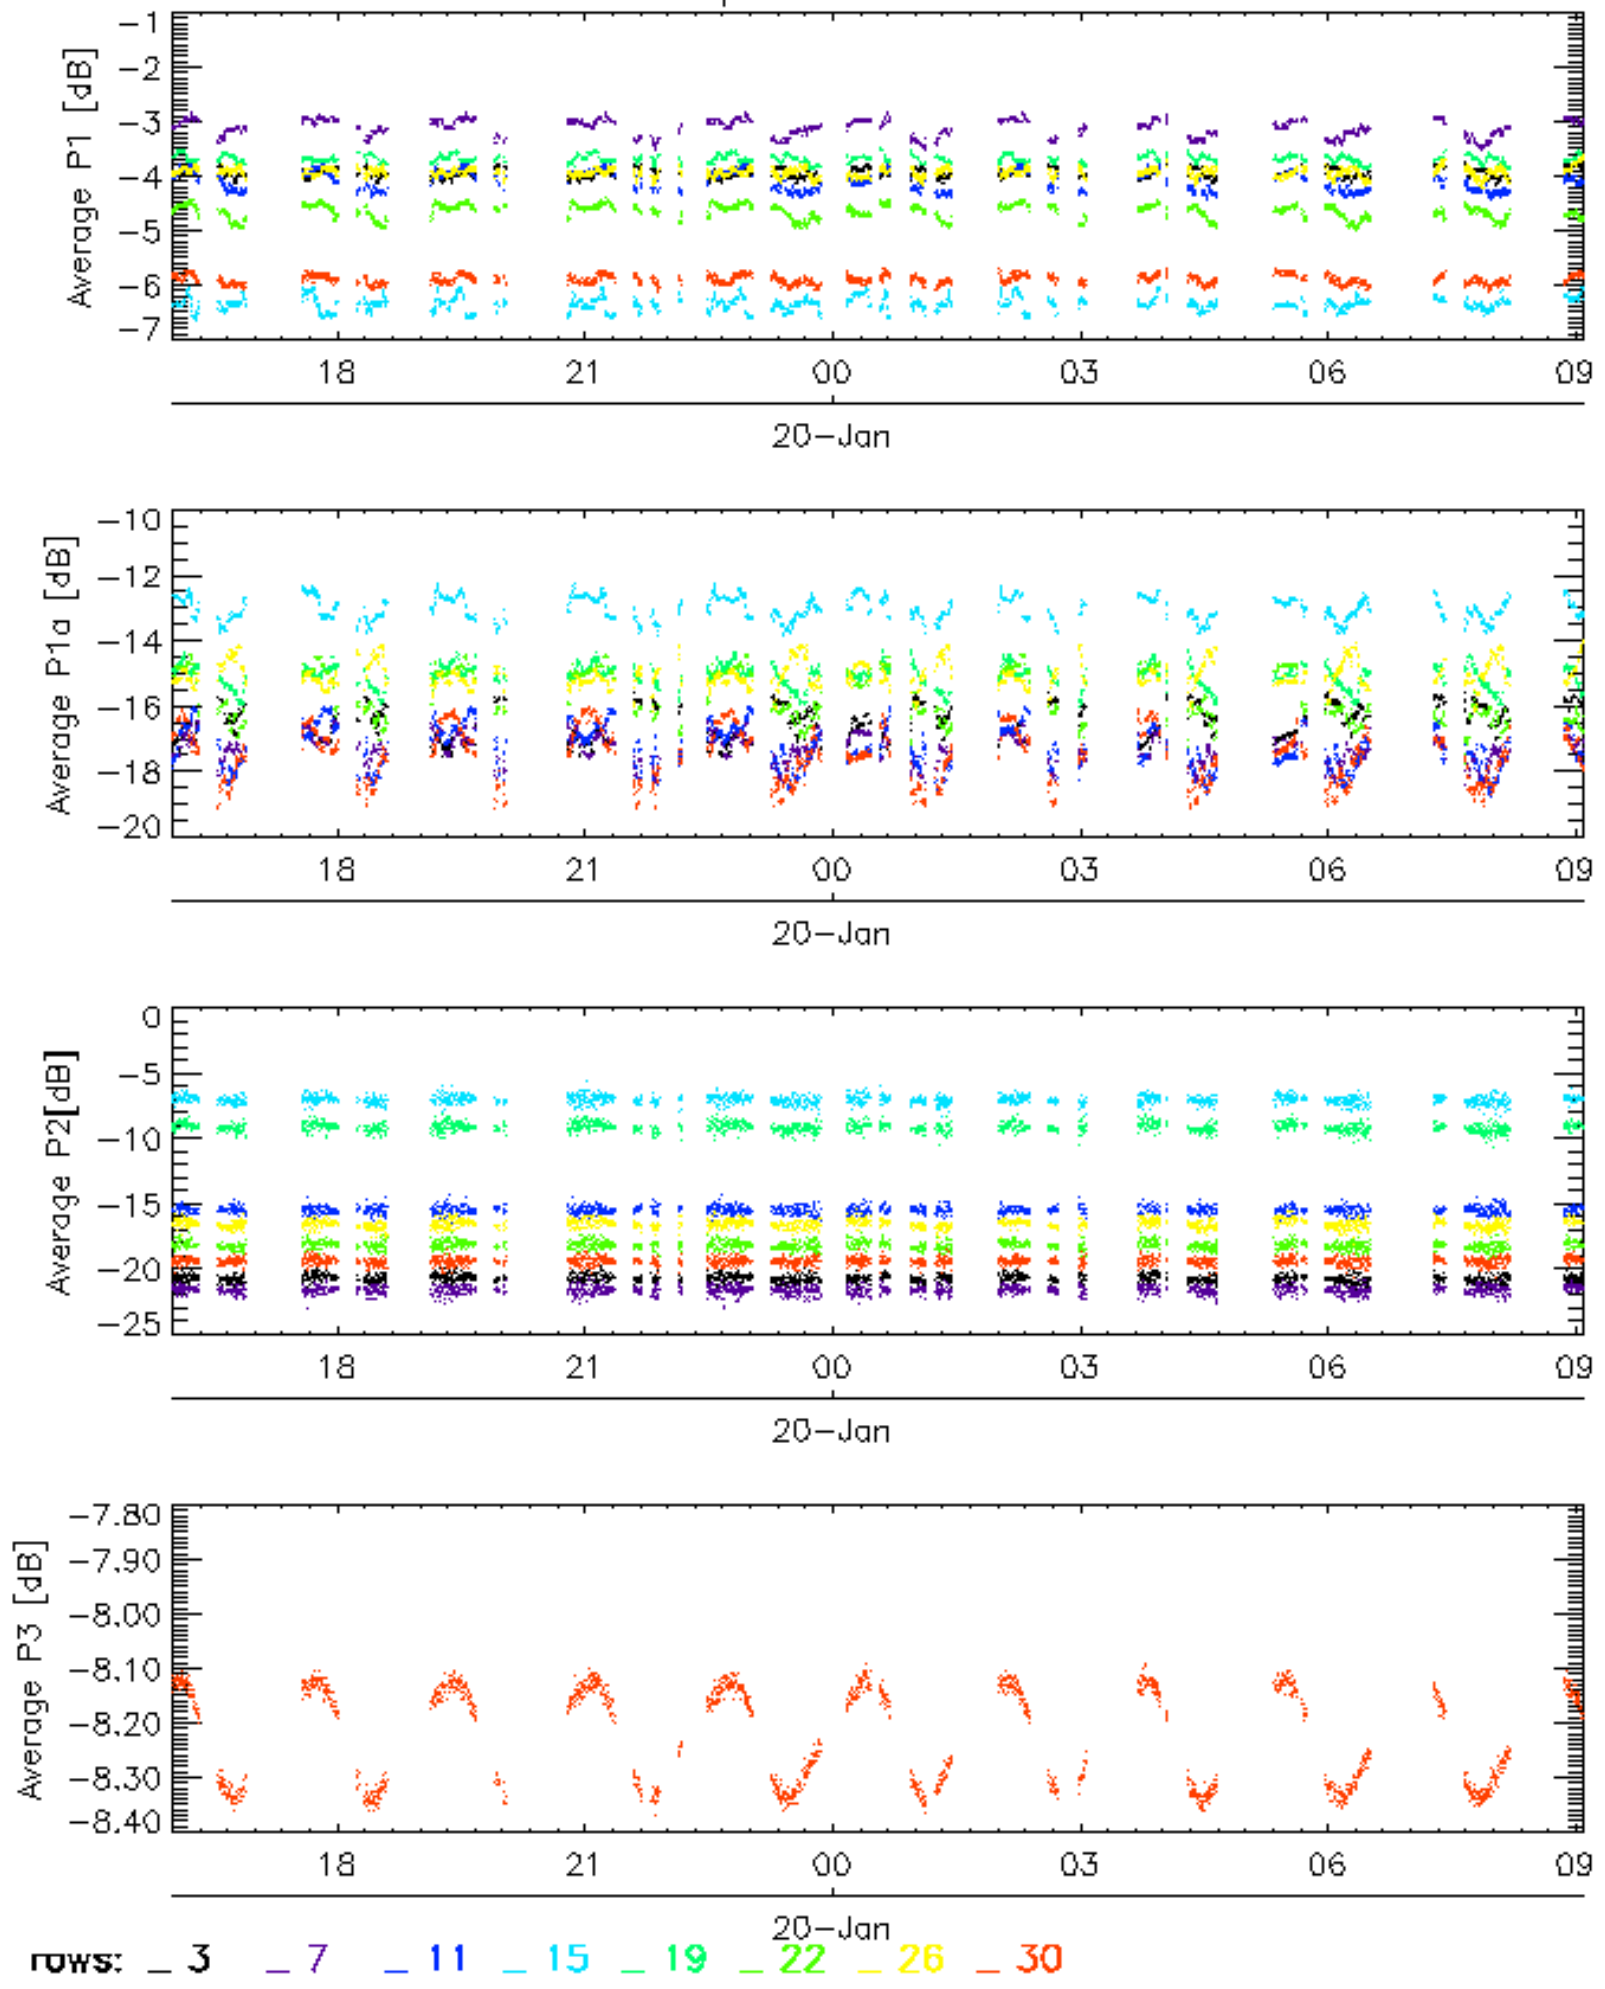 Average P1 [dB]
-1
-2
-3
-4
-5
-6
-7
18 21 00 03 06 09
20-Jan
Average P1a [dB]
-10
-12
-14
-16
-18
-20
18 21 00 03 06 09
20-Jan
Average P2[dB]
0
-5
-10
-15
-20
-25
18 21 00 03 06 09
20-Jan
Average P3 [dB]
-7.80
-7.90
-8.00
-8.10
-8.20
-8.30
-8.40
18 21 00 03 06 09
20-Jan
rows: _ 3 _ 7 _ 11 _ 15 _ 19 _ 22 _ 26 _ 30